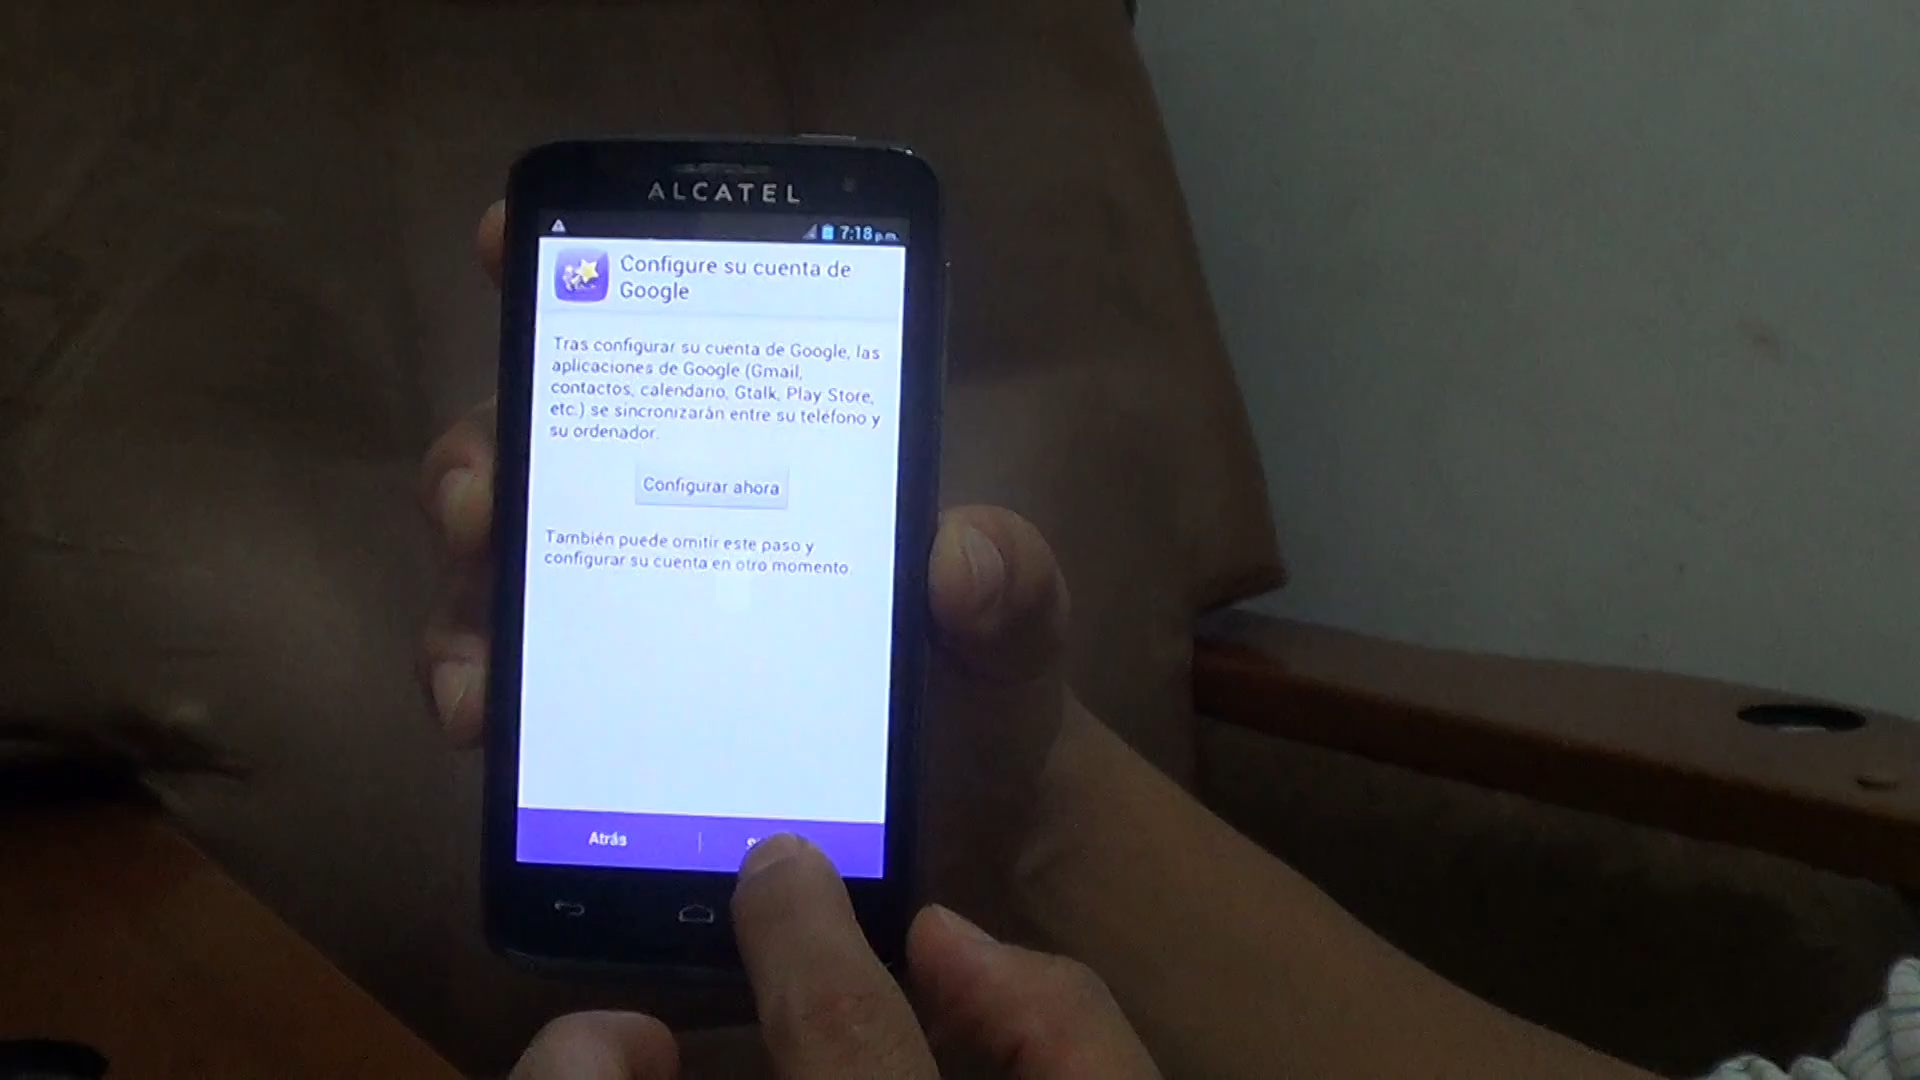 ALCATEL
7:18 p.m.
Configure su cuenta de
Google
Tras configurar su cuenta de Google, las
aplicaciones de Google (Gmail,
contactos, calendario, Gtalk, Play Store,
etc.) se sincronizarán entre su teléfono y
su ordenador.
Configurar ahora
También puede omitir este paso y
configurar su cuenta en otro momento.
Atrás